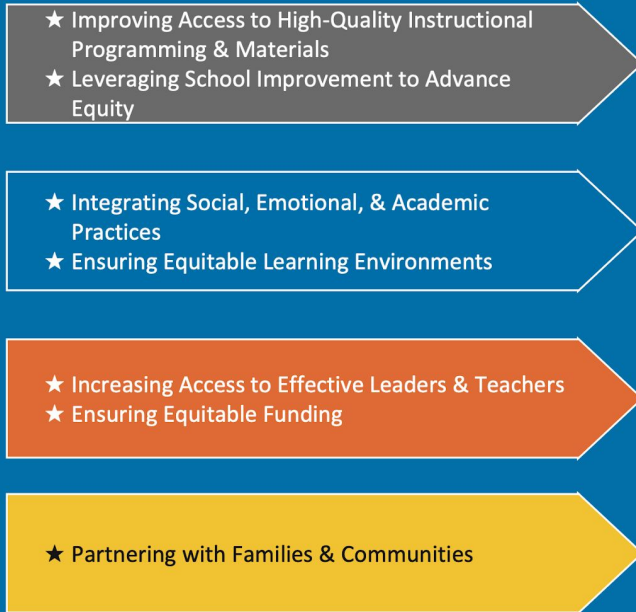 ★ Improving Access to High-Quality Instructional
Programming & Materials
★ Leveraging School Improvement to Advance
Equity
★ Integrating Social, Emotional, & Academic
Practices
★ Ensuring Equitable Learning Environments
★ Increasing Access to Effective Leaders & Teachers
★ Ensuring Equitable Funding
★ Partnering with Families & Communities